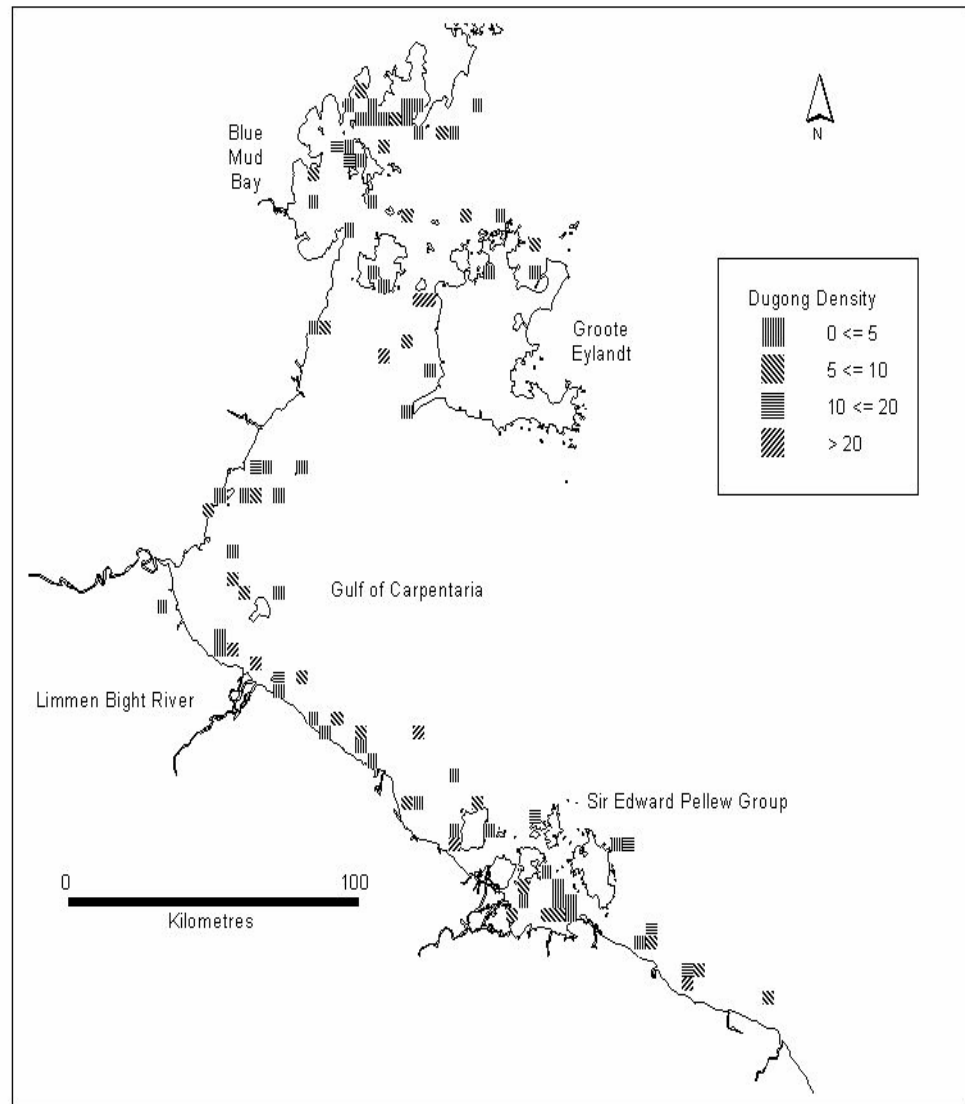 N
Blue
Mud
Bay
Dugong Density
0 <= 5
5 <= 10
10 <= 20
> 20
Groote
Eylandt
Gulf of Carpentaria
Limmen Bight River
Sir Edward Pellew Group
0 100
Kilometres